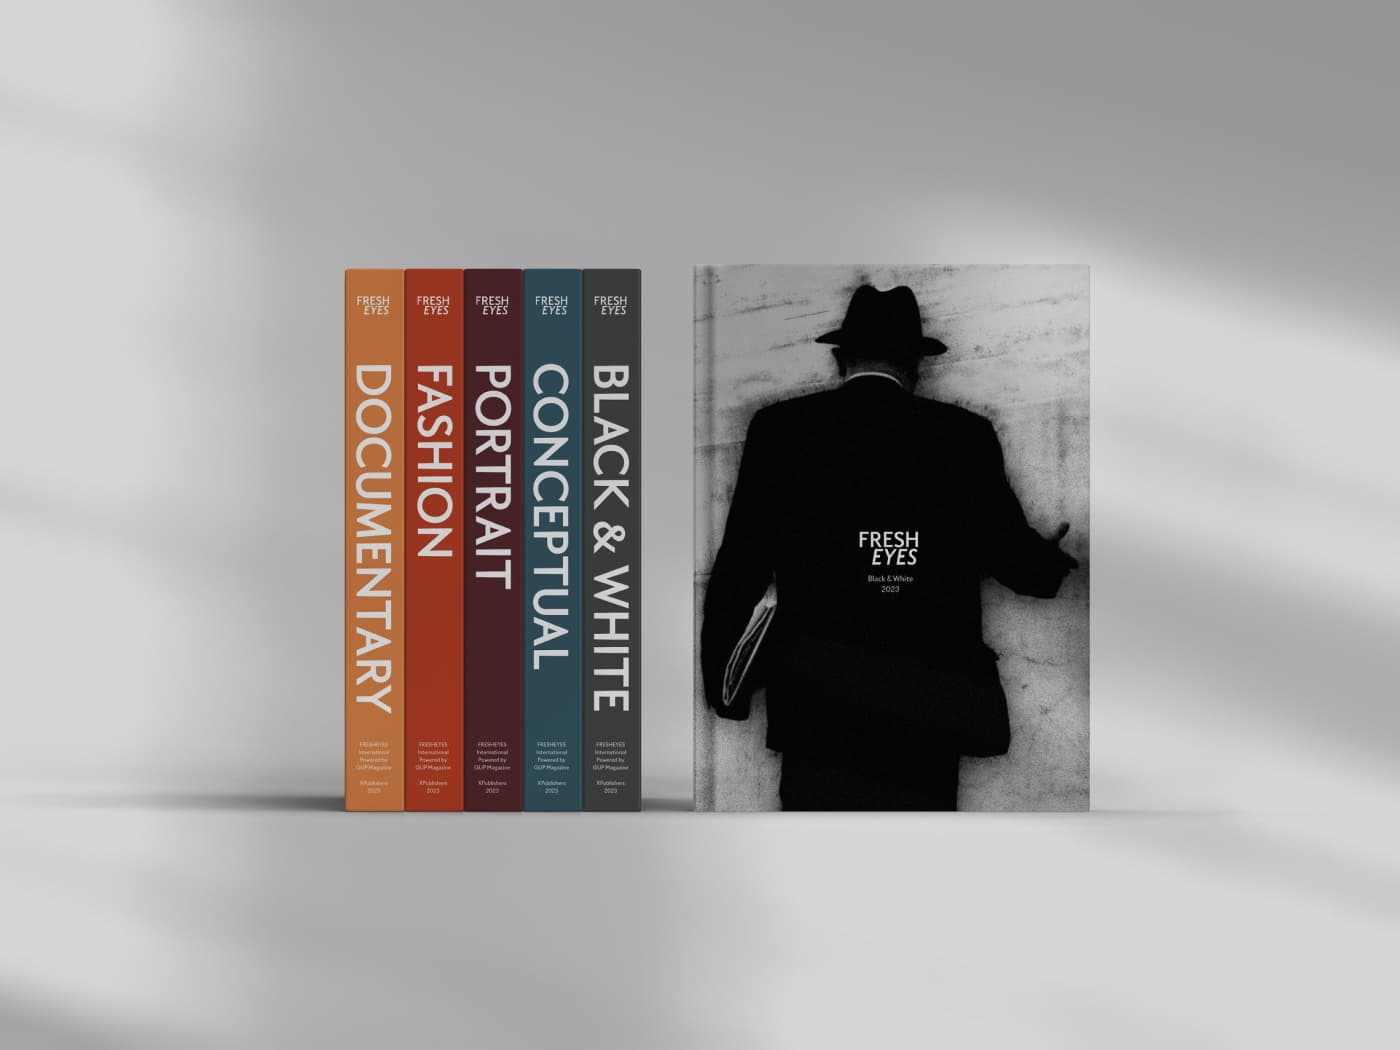 FRESH
EYES
DOCUMENTARY
FRESHEYES
International
Powered by
GUP Magazine
XPublishers
2023
FRESH
EYES
FASHION
FRESHEYES
International
Powered by
GUP Magazine
XPublishers
2023
FRESH
EYES
PORTRAIT
FRESHEYES
International
Powered by
GUP Magazine
XPublishers
2023
FRESH
EYES
CONCEPTUAL
FRESHEYES
International
Powered by
GUP Magazine
XPublishers
2023
FRESH
EYES
BLACK & WHITE
FRESHEYES
International
Powered by
GUP Magazine
XPublishers
2023
FRESH
EYES
Black & White
2023